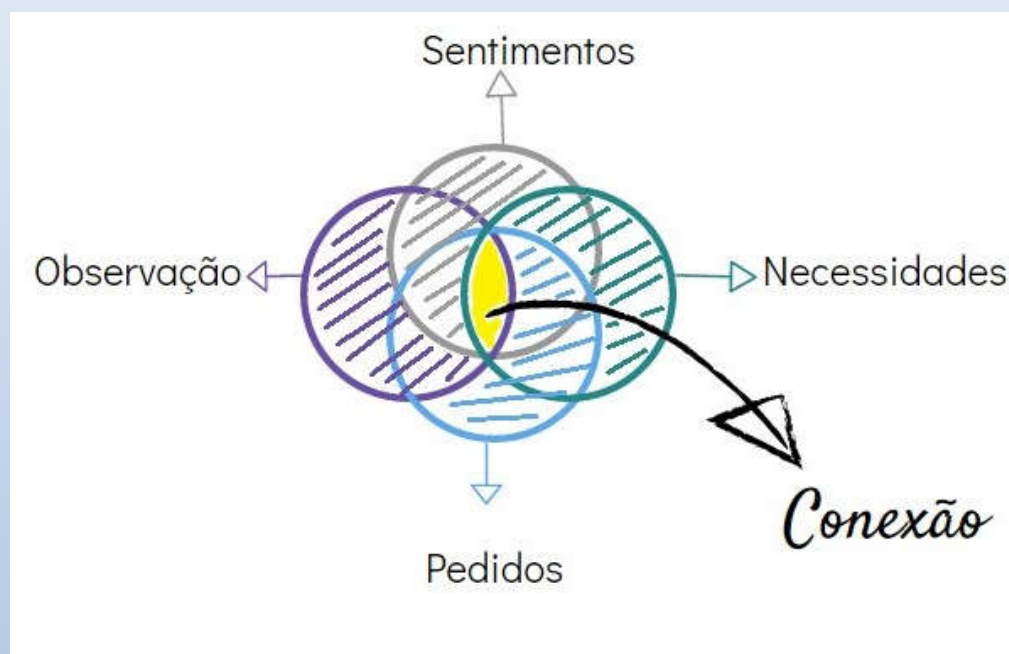 Sentimentos
Observação
Necessidades
Conexão
Pedidos